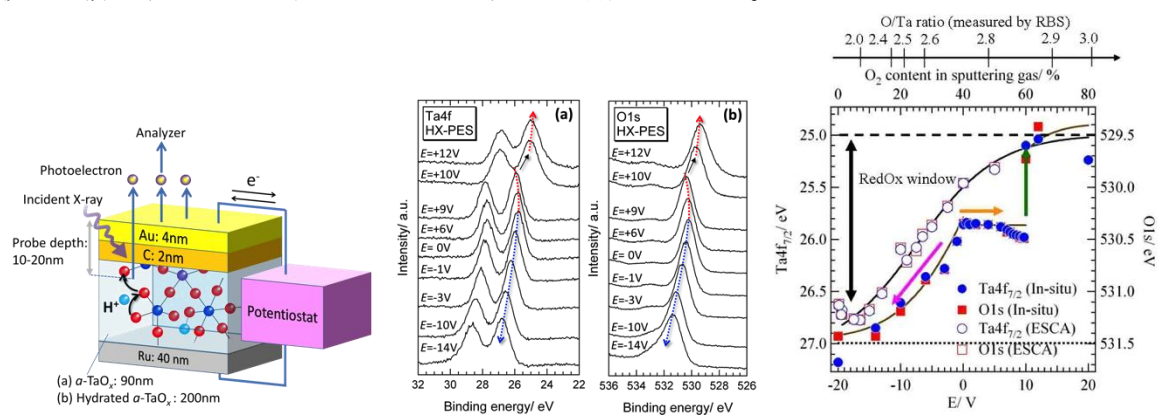 Analyzer
Photoelectron
e-
Incident X-ray
Au: 4nm
C: 2nm
Probe depth:
10-20nm
H+
Potentiostat
Ru: 40 nm
(a) a-TaOx: 90nm
(b) Hydrated a-TaOx : 200nm
Ta4f
HX-PES
(a)
E=+12V
E=+10V
E=+9V
E=+6V
E= 0V
E=-1V
E=-3V
E=-10V
E=-14V
Intensity/ a.u.
32 30 28 26 24 22
Binding energy/ eV
O1s
HX-PES
(b)
E=+12V
E=+10V
E=+9V
E=+6V
E= 0V
E=-1V
E=-3V
E=-10V
E=-14V
Intensity/ a.u.
536 534 532 530 528 526
Binding energy/ eV
O/Ta ratio (measured by RBS)
2.0 2.4 2.5 2.6 2.8 2.9 3.0
O2 content in sputtering gas/ %
0 20 40 60 80
25.0
25.5
26.0
26.5
27.0
Ta4f7/2/ eV
RedOx window
529.5
530.0
530.5
531.0
531.5
O1s/ eV
Ta4f7/2 (In-situ)
O1s (In-situ)
Ta4f7/2 (ESCA)
O1s (ESCA)
-20 -10 0 10 20
E/ V